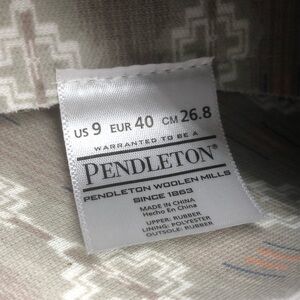 US 9 EUR 40 CM 26.8
WARRANTED TO BE A
PENDLETON®
PENDLETON WOOLEN MILLS
SINCE 1863
MADE IN CHINA
Hecho En China
UPPER: RUBBER
LINING: POLYESTER
OUTSOLE: RUBBER